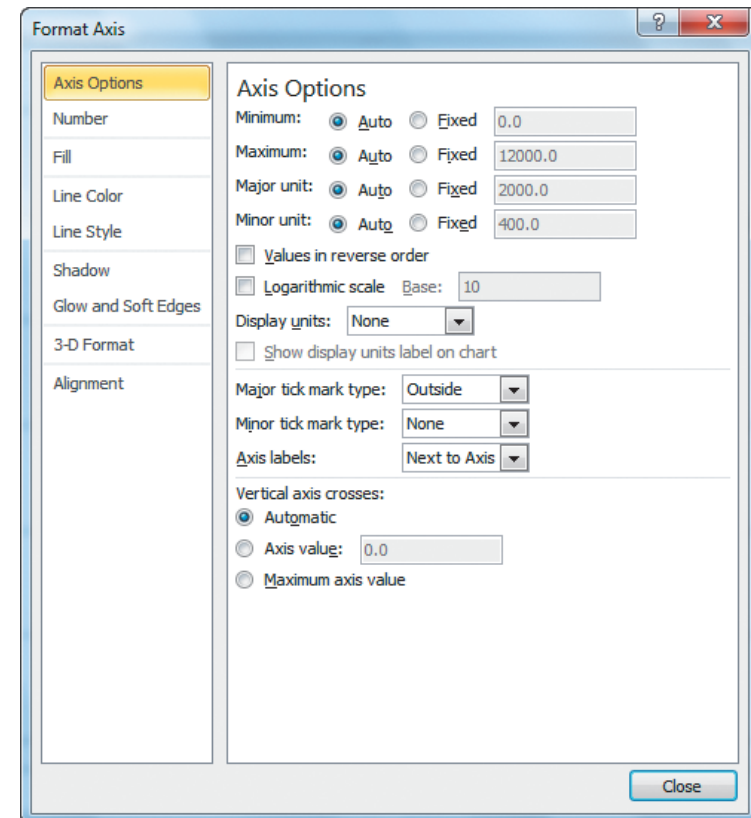 Format Axis
Axis Options
Number
Fill
Line Color
Line Style
Shadow
Glow and Soft Edges
3-D Format
Alignment
Axis Options
Minimum: Auto Fixed 0.0
Maximum: Auto Fixed 12000.0
Major unit: Auto Fixed 2000.0
Minor unit: Auto Fixed 400.0
Values in reverse order
Logarithmic scale Base: 10
Display units: None
Show display units label on chart
Major tick mark type: Outside
Minor tick mark type: None
Axis labels: Next to Axis
Vertical axis crosses:
Automatic
Axis value: 0.0
Maximum axis value
Close